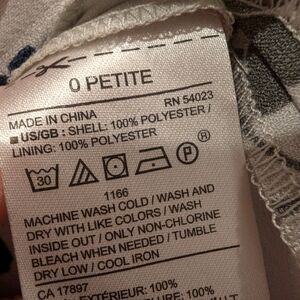 0 PETITE
MADE IN CHINA
RN 54023
US/GB : SHELL: 100% POLYESTER /
LINING: 100% POLYESTER
®
30
P
1166
MACHINE WASH COLD / WASH AND
DRY WITH LIKE COLORS / WASH
INSIDE OUT / ONLY NON-CHLORINE
BLEACH WHEN NEEDED / TUMBLE
DRY LOW / COOL IRON
CA 17897
EXTÉRIEUR: 100%
100%